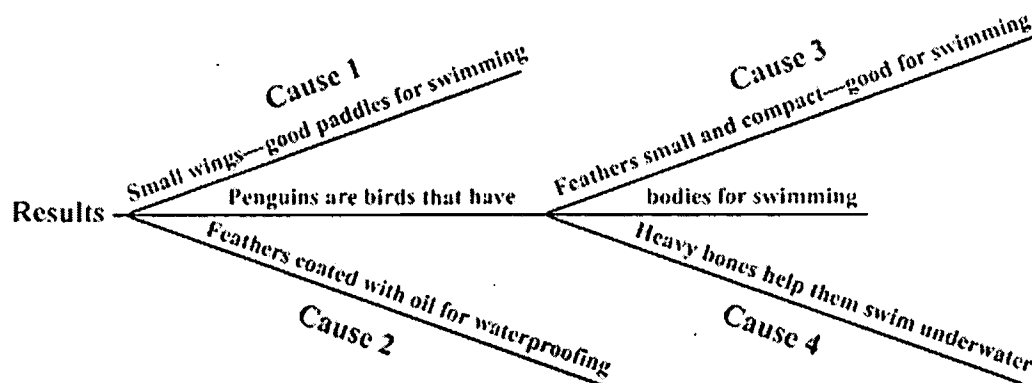 Cause 1
Small wings—good paddles for swimming
Cause 3
Feathers small and compact—good for swimming
Results
Penguins are birds that have
bodies for swimming
Feathers coated with oil for waterproofing
Cause 2
Heavy bones help them swim underwater
Cause 4